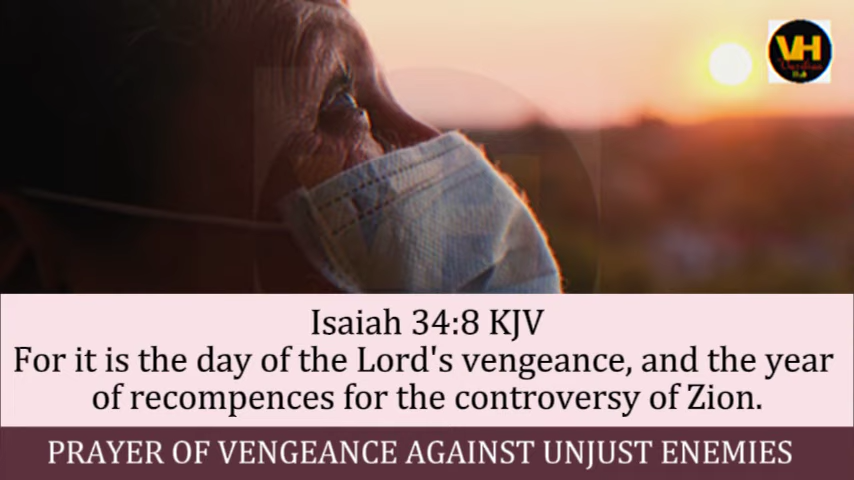 VH
Isaiah 34:8 KJV
For it is the day of the Lord's vengeance, and the year
of recompences for the controversy of Zion.
PRAYER OF VENGEANCE AGAINST UNJUST ENEMIES